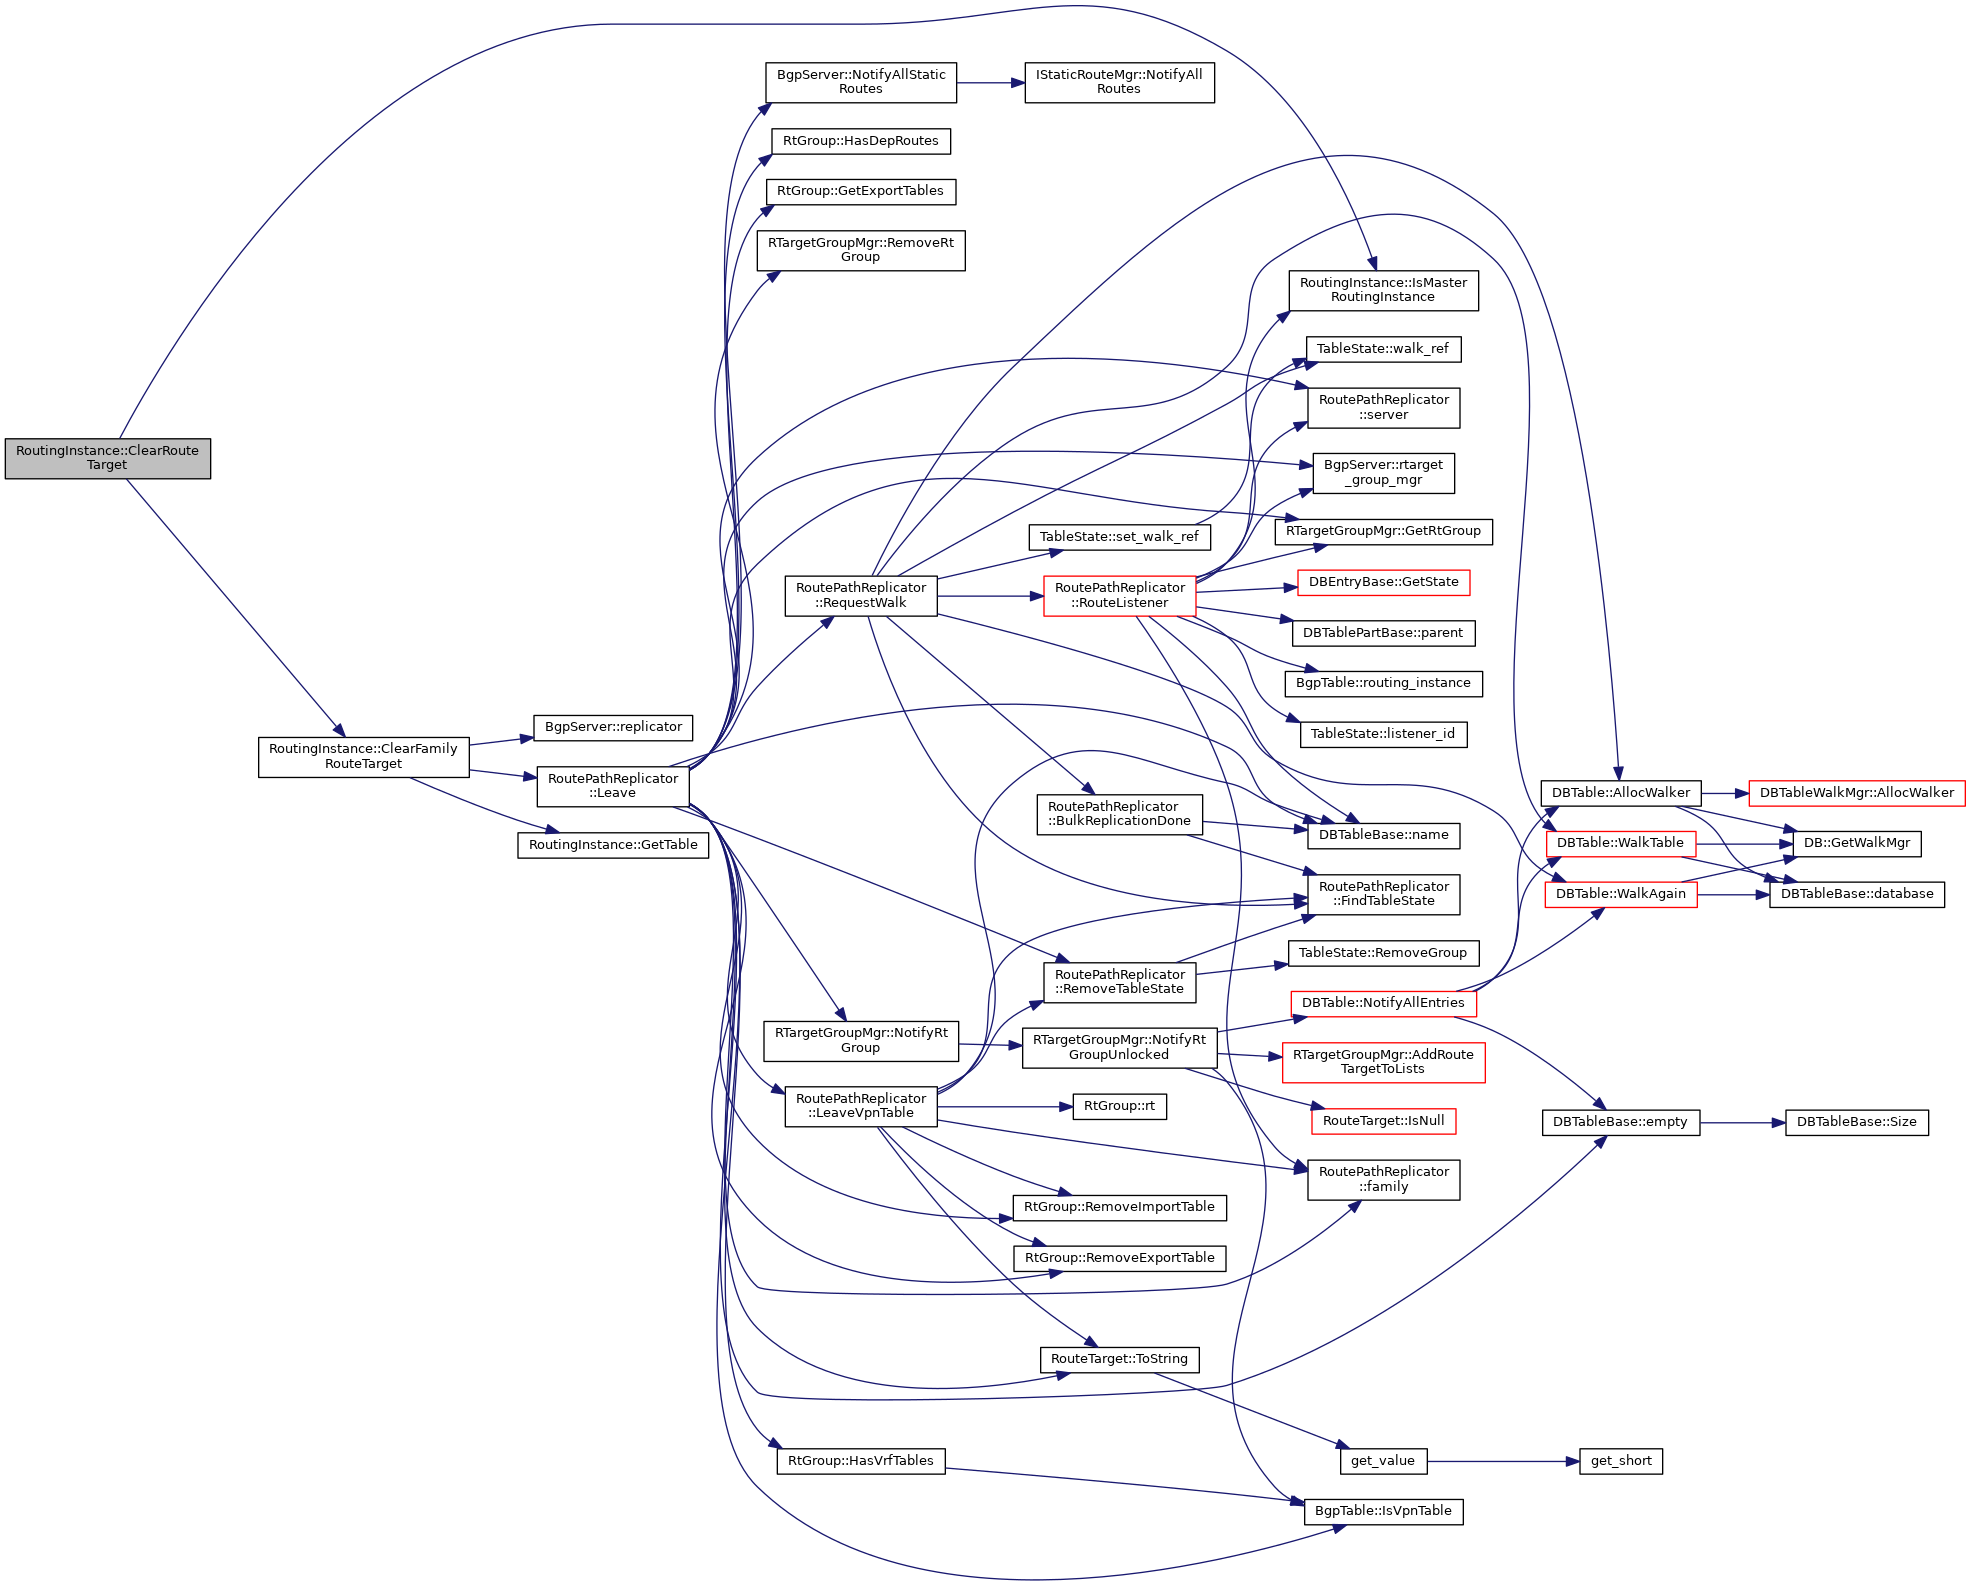 RoutingInstance::ClearRoute
Target
RoutingInstance::ClearFamily
RouteTarget
BgpServer::replicator
RoutePathReplicator
::Leave
RoutingInstance::GetTable
BgpServer::NotifyAllStatic
Routes
RtGroup::HasDepRoutes
RtGroup::GetExportTables
RTargetGroupMgr::RemoveRt
Group
RoutePathReplicator
::RequestWalk
RTargetGroupMgr::NotifyRt
Group
RoutePathReplicator
::LeaveVpnTable
RtGroup::HasVrfTables
IStaticRouteMgr::NotifyAll
Routes
TableState::set_walk_ref
RoutePathReplicator
::RouteListener
RoutePathReplicator
::BulkReplicationDone
RoutePathReplicator
::RemoveTableState
RTargetGroupMgr::NotifyRt
GroupUnlocked
RtGroup::rt
RtGroup::RemoveImportTable
RtGroup::RemoveExportTable
RouteTarget::ToString
RoutingInstance::IsMaster
RoutingInstance
TableState::walk_ref
RoutePathReplicator
::server
BgpServer::rtarget
_group_mgr
RTargetGroupMgr::GetRtGroup
DBEntryBase::GetState
DBTablePartBase::parent
BgpTable::routing_instance
TableState::listener_id
DBTableBase::name
RoutePathReplicator
::FindTableState
TableState::RemoveGroup
DBTable::NotifyAllEntries
RTargetGroupMgr::AddRoute
TargetToLists
RouteTarget::IsNull
RoutePathReplicator
::family
get_value
BgpTable::IsVpnTable
DBTable::AllocWalker
DBTable::WalkTable
DBTable::WalkAgain
DBTableBase::empty
get_short
DBTableWalkMgr::AllocWalker
DB::GetWalkMgr
DBTableBase::database
DBTableBase::Size